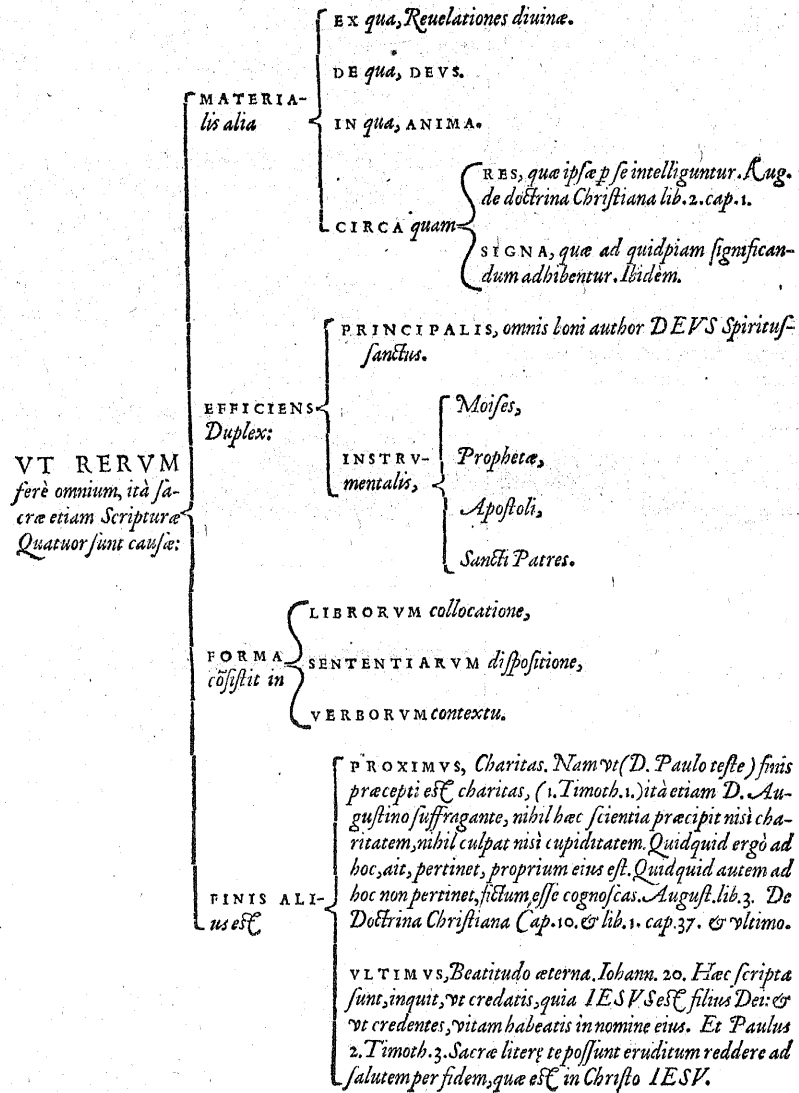 VT RERVM
ferè omnium, ità ſa-
cræ etiam Scripturæ
Quatuor ſunt cauſæ:
MATERIA-
lis alia
EX qua, Reuelationes diuinæ.
DE qua, DEVS.
IN qua, ANIMA.
CIRCA quam
RES, quæ ipſæ ꝑ ſe intelliguntur. Aug.
de doctrina Chriſtiana lib. 2. cap. 1.
SIGNA, quæ ad quidpiam ſignifican-
dum adhibentur. Ibidèm.
EFFICIENS
Duplex:
PRINCIPALIS, omnis boni author DEVS Spirituſ-
ſanctus.
INSTRV-
mentalis,
Moiſes,
Prophetæ,
Apoſtoli,
Sancti Patres.
FORMA
cõſiſtit in
LIBRORVM collocatione,
SENTENTIARVM diſpoſitione,
VERBORVM contextu.
FINIS ALI-
us eſt
PROXIMVS, Charitas. Nam vt (D. Paulo teſte) finis
præcepti eſt charitas, (1. Timoth. 1.) ità etiam D. Au-
guſtino ſuffragante, nihil hæc ſcientia præcipit niſì cha-
ritatem, nihil culpat niſì cupiditatem. Quidquid ergò ad
hoc, ait, pertinet, proprium eius eſt. Quidquid autem ad
hoc non pertinet, fictum eſſe cognoſcas. Auguſt. lib. 3. De
Doctrina Chriſtiana Cap. 10. & lib. 1. cap. 37. & vltimo.
VLTIMVS, Beatitudo æterna. Iohann. 20. Hæc ſcripta
ſunt, inquit, vt credatis, quia IESVS eſt filius Dei: &
vt credentes, vitam habeatis in nomine eius. Et Paulus
2. Timoth. 3. Sacræ literę te poſſunt eruditum reddere ad
ſalutem per fidem, quæ eſt in Chriſto IESV.